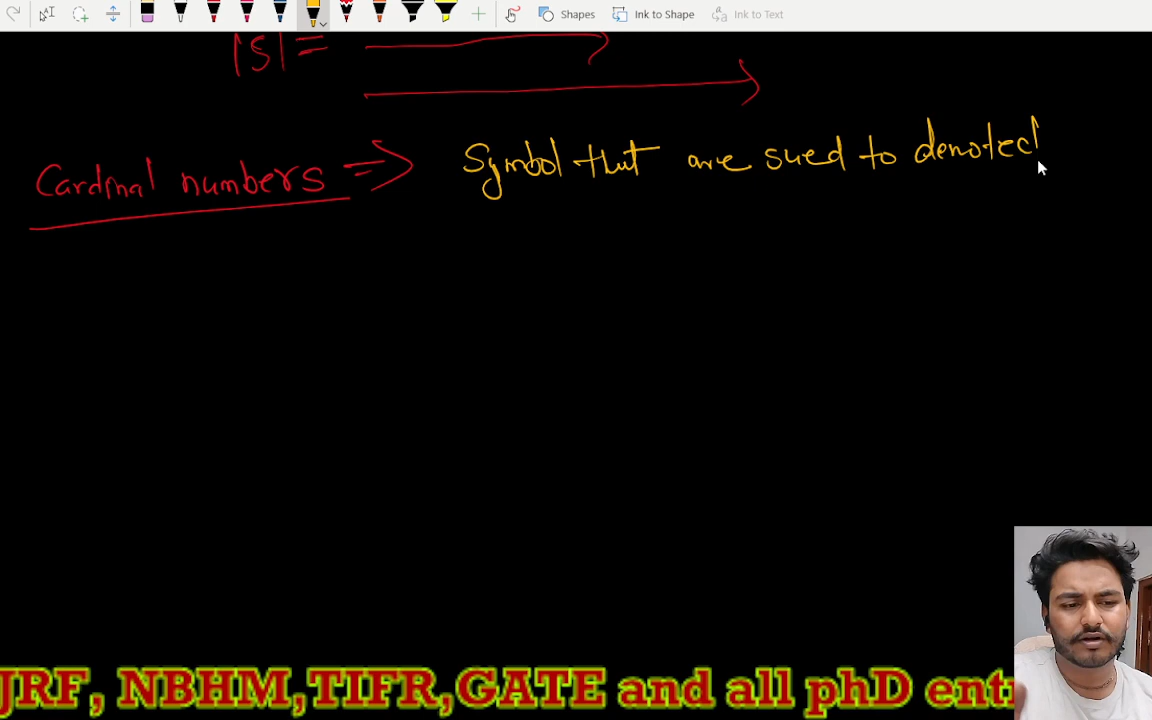 Shapes Ink to Shape Ink to Text
|S| =
Cardinal numbers => Symbol that are sued to denoted
JRF, NBHM,TIFR,GATE and all phD ent